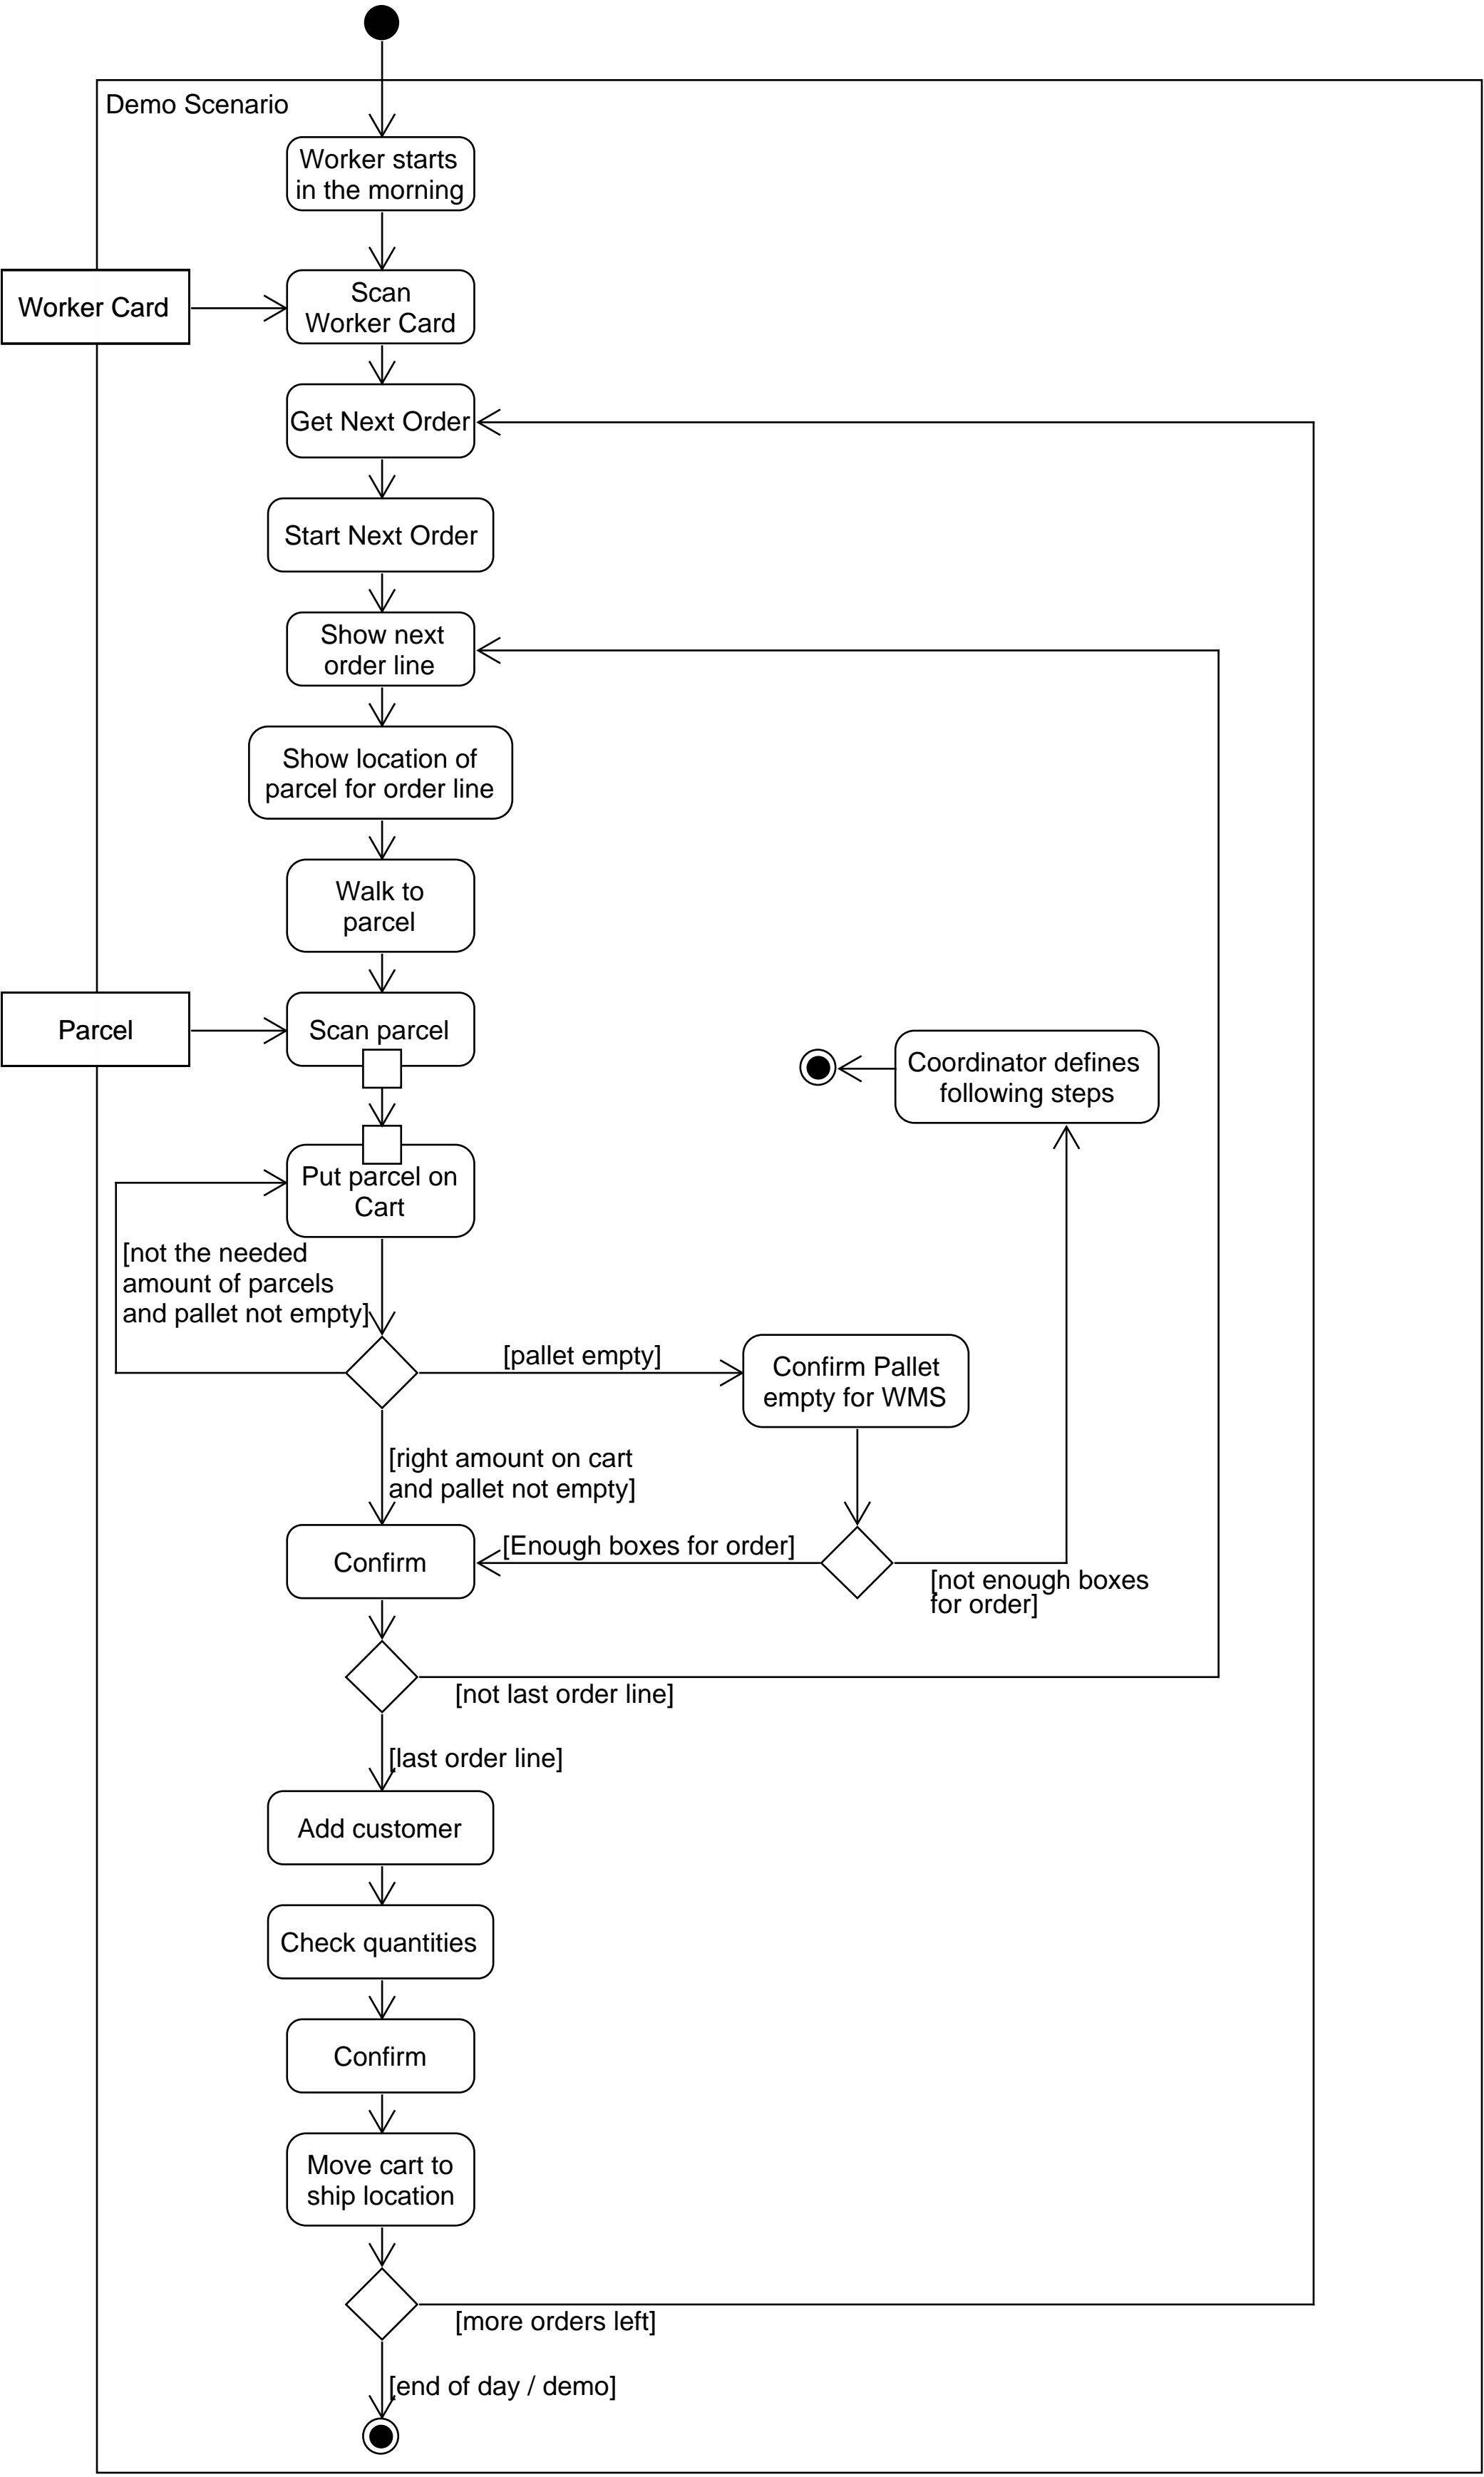 Demo Scenario
Worker starts
in the morning
Worker Card
Scan
Worker Card
Get Next Order
Start Next Order
Show next
order line
Show location of
parcel for order line
Walk to
parcel
Parcel
Scan parcel
Coordinator defines
following steps
Put parcel on
Cart
[not the needed
amount of parcels
and pallet not empty]
[pallet empty]
Confirm Pallet
empty for WMS
[right amount on cart
and pallet not empty]
Confirm
[Enough boxes for order]
[not enough boxes
for order]
[not last order line]
[last order line]
Add customer
Check quantities
Confirm
Move cart to
ship location
[more orders left]
[end of day / demo]